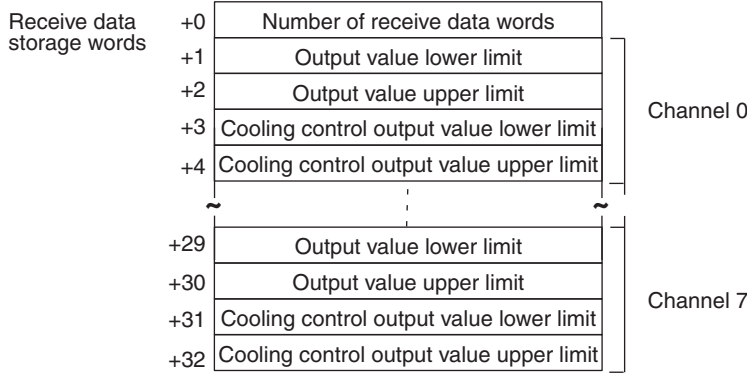 Receive data
storage words
+0 Number of receive data words
+1 Output value lower limit
+2 Output value upper limit
+3 Cooling control output value lower limit
+4 Cooling control output value upper limit
Channel 0
~ ~
+29 Output value lower limit
+30 Output value upper limit
+31 Cooling control output value lower limit
+32 Cooling control output value upper limit
Channel 7